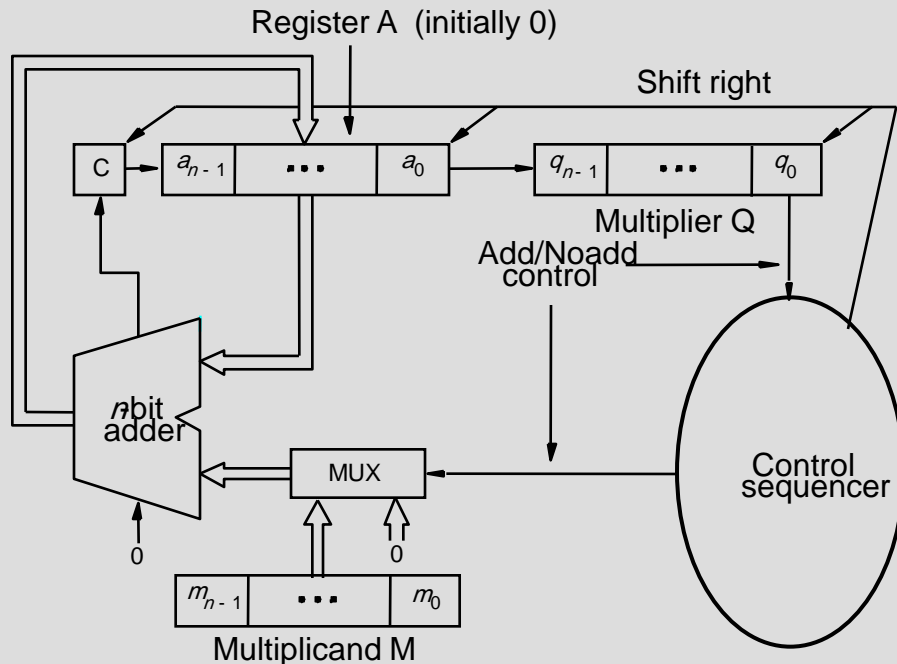 Register A (initially 0)
Shift right
C
a n - 1
...
a 0
q n - 1
...
q 0
Multiplier Q
Add/Noadd
control
nbit
adder
MUX
Control
sequencer
0
0
m n - 1
...
m 0
Multiplicand M